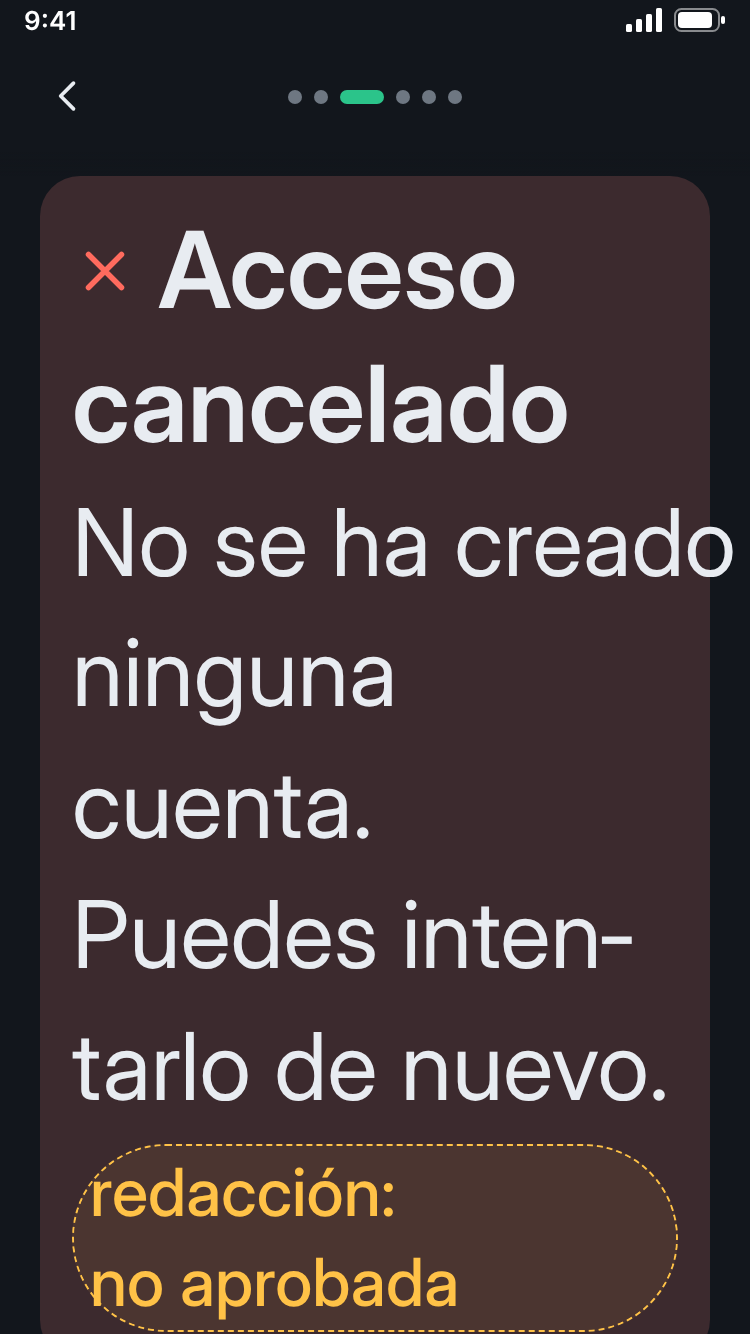 9:41
Acceso
cancelado
No se ha creado
ninguna
cuenta.
Puedes inten-
tarlo de nuevo.
redacción:
no aprobada